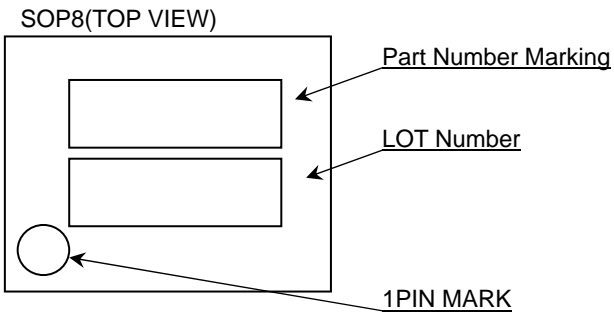 SOP8(TOP VIEW)
Part Number Marking
LOT Number
1PIN MARK